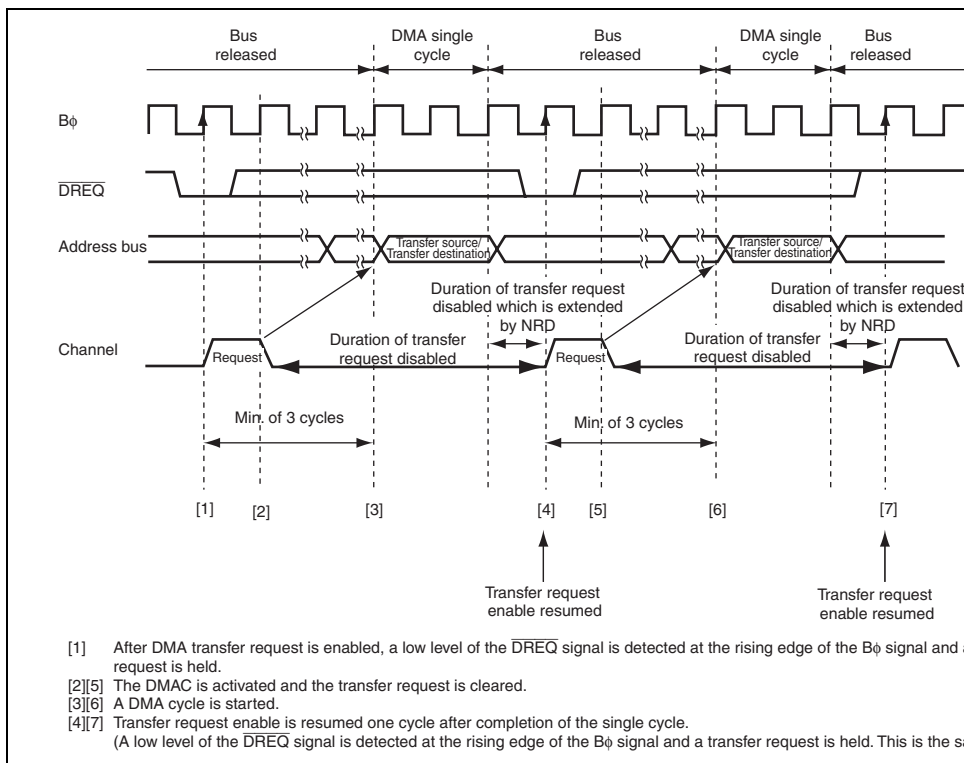 Bus released
DMA single cycle
Bus released
DMA single cycle
Bus released
Bφ
DREQ
Address bus
Transfer source/ Transfer destination
Transfer source/ Transfer destination
Duration of transfer request disabled which is extended by NRD
Duration of transfer request disabled which is extended by NRD
Channel
Request
Duration of transfer request disabled
Request
Duration of transfer request disabled
Min. of 3 cycles
Min. of 3 cycles
[1]
[2]
[3]
[4]
[5]
[6]
[7]
Transfer request enable resumed
Transfer request enable resumed
[1] After DMA transfer request is enabled, a low level of the DREQ signal is detected at the rising edge of the Bφ signal and
request is held.
[2][5] The DMAC is activated and the transfer request is cleared.
[3][6] A DMA cycle is started.
[4][7] Transfer request enable is resumed one cycle after completion of the single cycle.
(A low level of the DREQ signal is detected at the rising edge of the Bφ signal and a transfer request is held. This is the